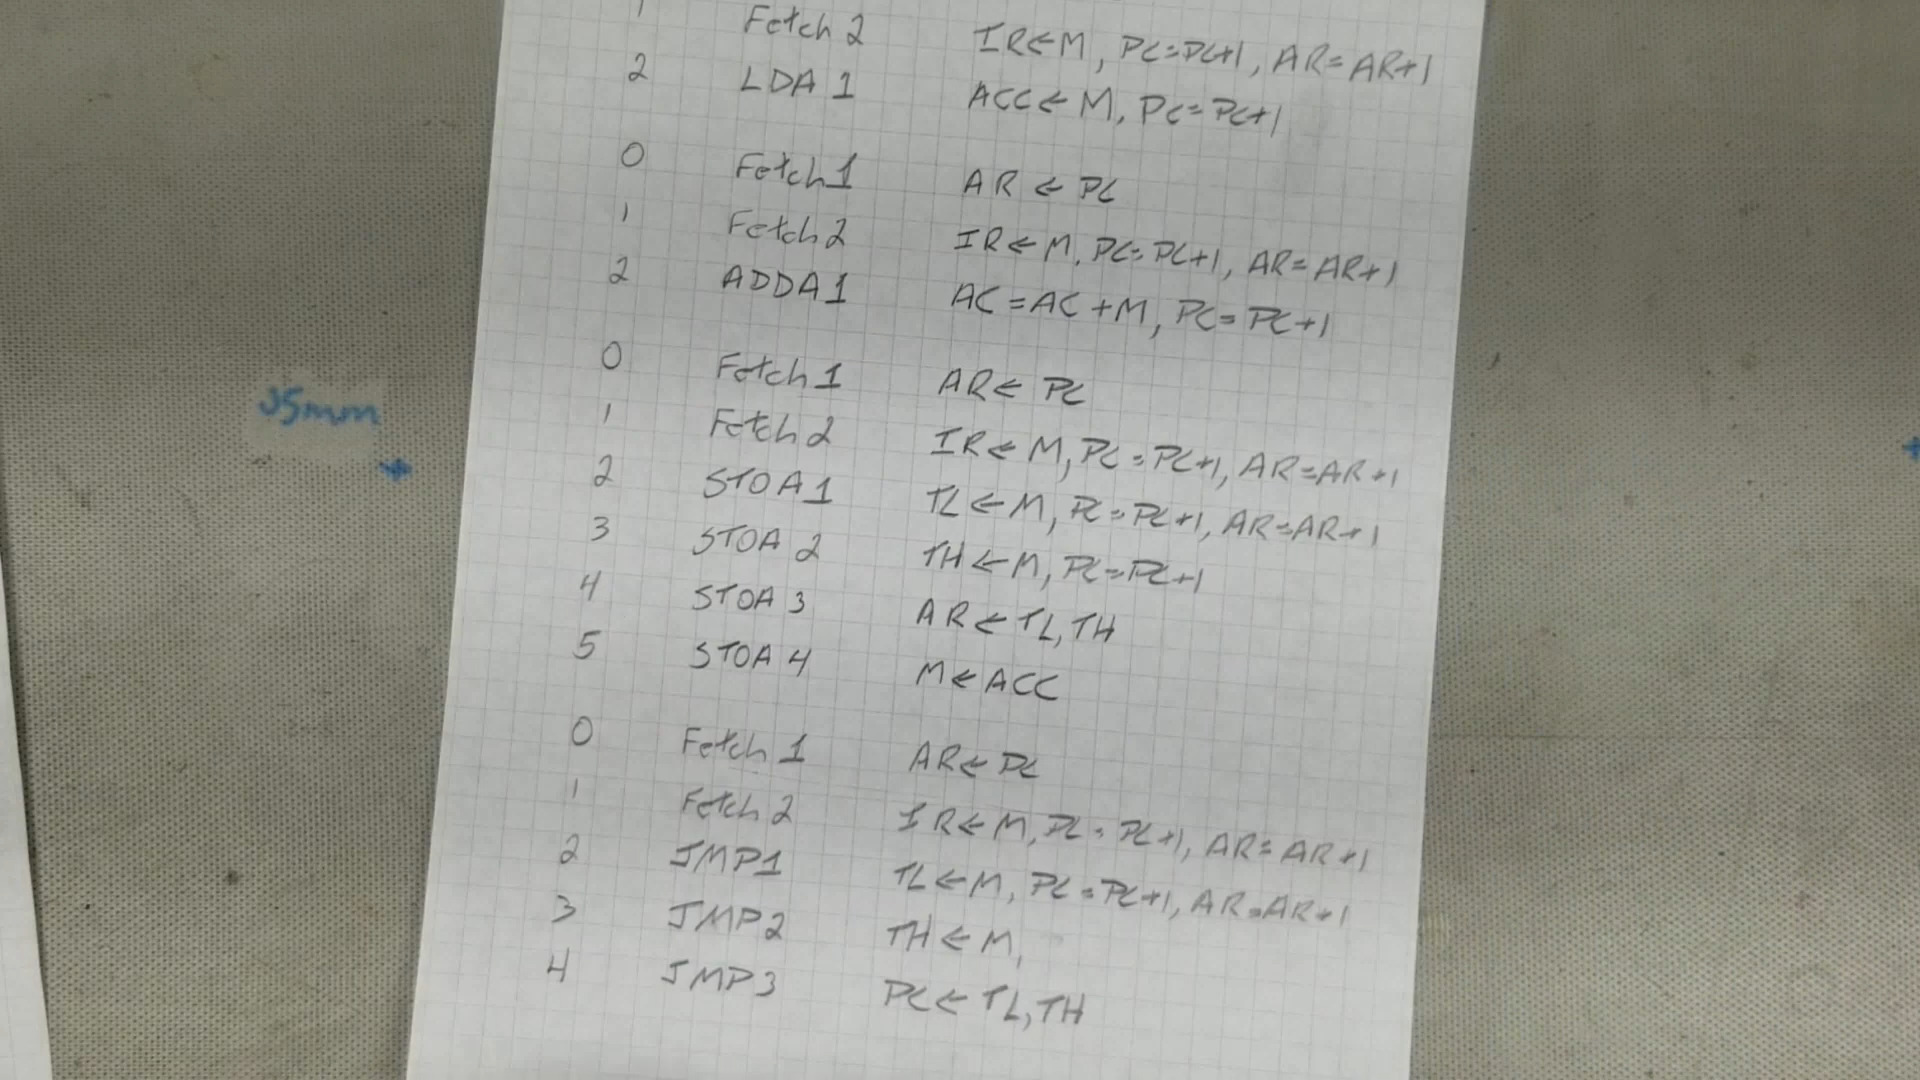 1 Fetch 2 IR←M, PC=PC+1, AR=AR+1
2 LDA 1 ACC←M, PC=PC+1
0 Fetch 1 AR←PC
1 Fetch 2 IR←M, PC=PC+1, AR=AR+1
2 ADDA1 AC=AC+M, PC=PC+1
0 Fetch 1 AR←PC
1 Fetch 2 IR←M, PC=PC+1, AR=AR+1
2 STOA1 TL←M, PC=PC+1, AR=AR+1
3 STOA 2 TH←M, PC=PC+1
4 STOA 3 AR←TL,TH
5 STOA 4 M←ACC
0 Fetch 1 AR←PC
1 Fetch 2 IR←M, PC=PC+1, AR=AR+1
2 JMP1 TL←M, PC=PC+1, AR=AR+1
3 JMP2 TH←M,
4 JMP3 PC←TL,TH